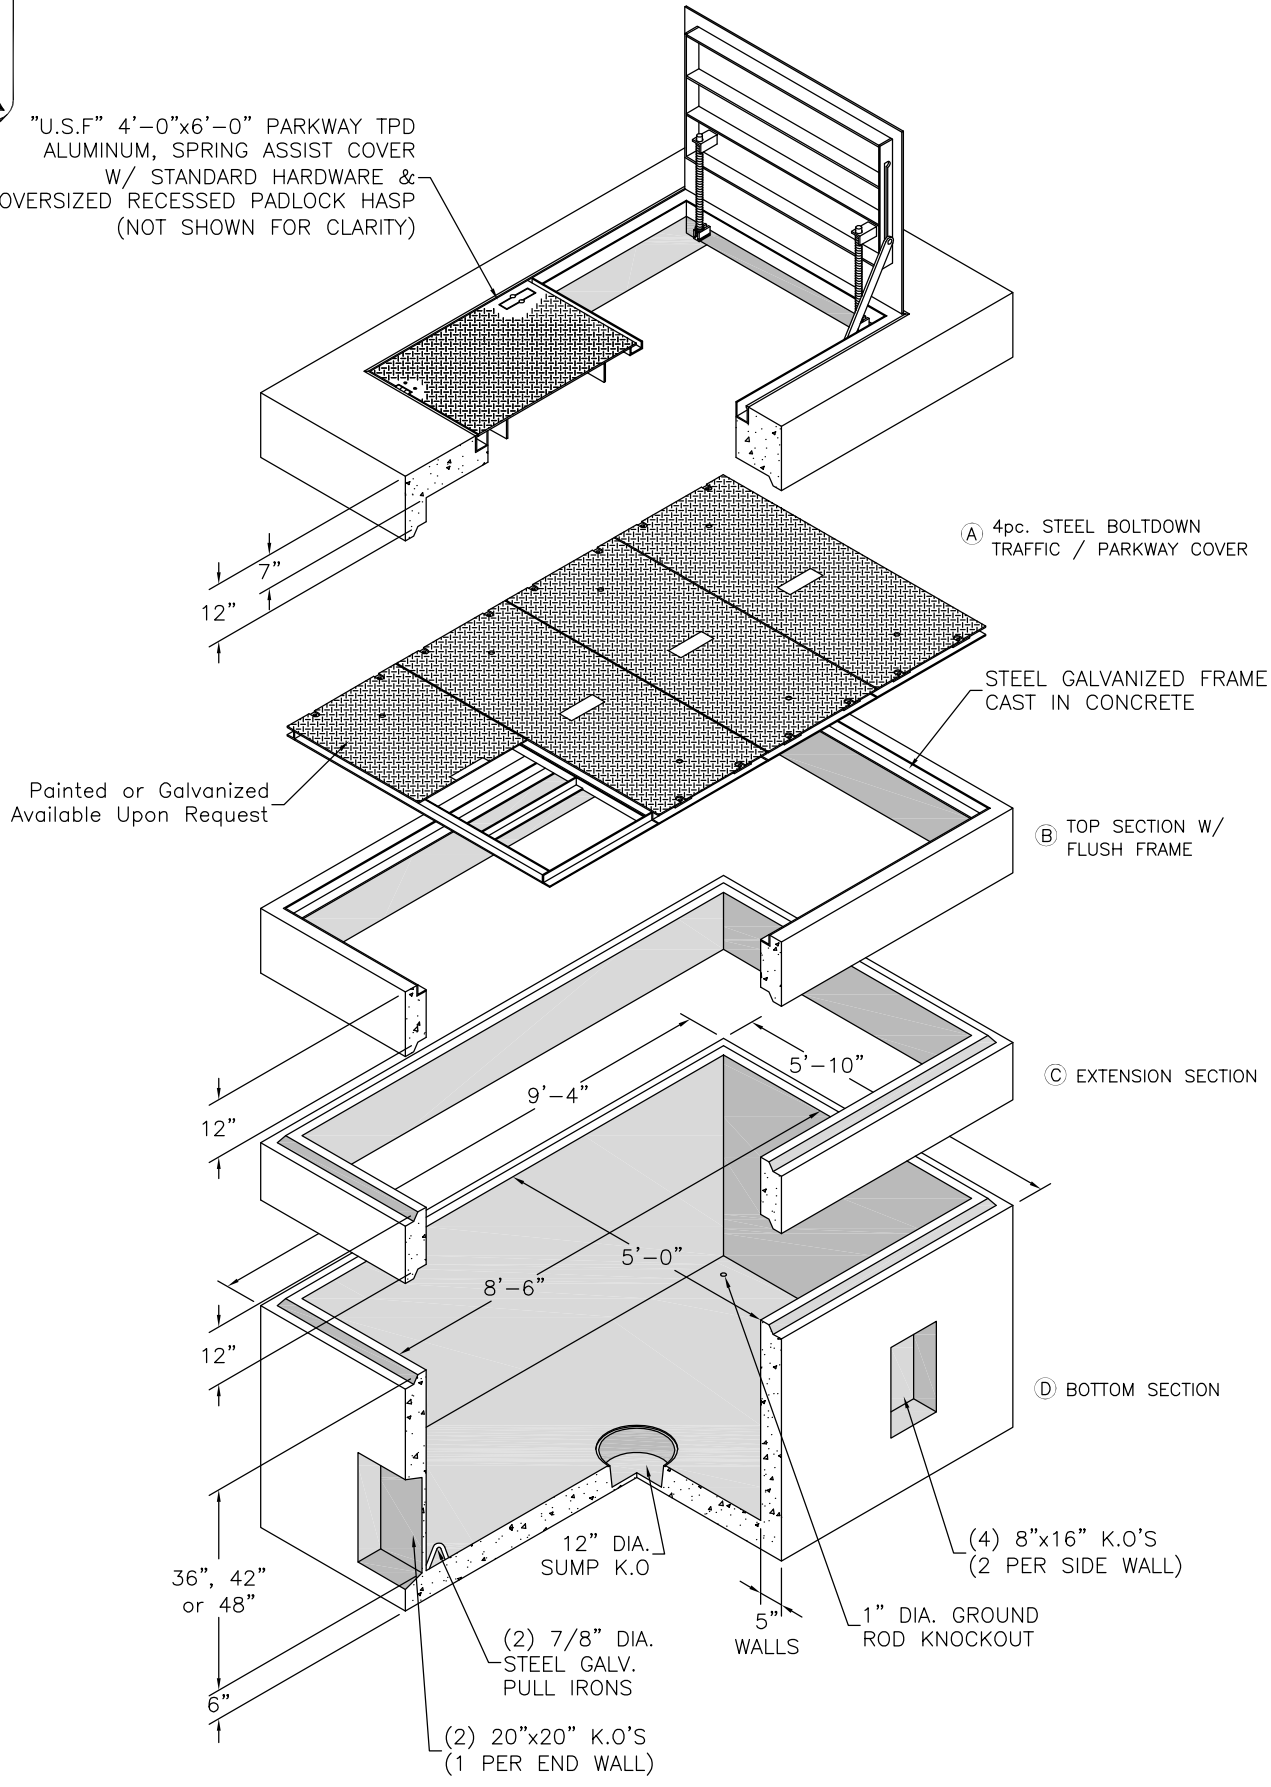 "U.S.F" 4'-0"x6'-0" PARKWAY TPD
ALUMINUM, SPRING ASSIST COVER
W/ STANDARD HARDWARE &
OVERSIZED RECESSED PADLOCK HASP
(NOT SHOWN FOR CLARITY)
7"
12"
Ⓐ 4pc. STEEL BOLTDOWN
TRAFFIC / PARKWAY COVER
STEEL GALVANIZED FRAME
CAST IN CONCRETE
Painted or Galvanized
Available Upon Request
Ⓑ TOP SECTION W/
FLUSH FRAME
12"
9'-4"
5'-10"
Ⓒ EXTENSION SECTION
5'-0"
8'-6"
12"
Ⓓ BOTTOM SECTION
36", 42"
or 48"
6"
12" DIA.
SUMP K.O
(4) 8"x16" K.O'S
(2 PER SIDE WALL)
5"
WALLS
1" DIA. GROUND
ROD KNOCKOUT
(2) 7/8" DIA.
STEEL GALV.
PULL IRONS
(2) 20"x20" K.O'S
(1 PER END WALL)